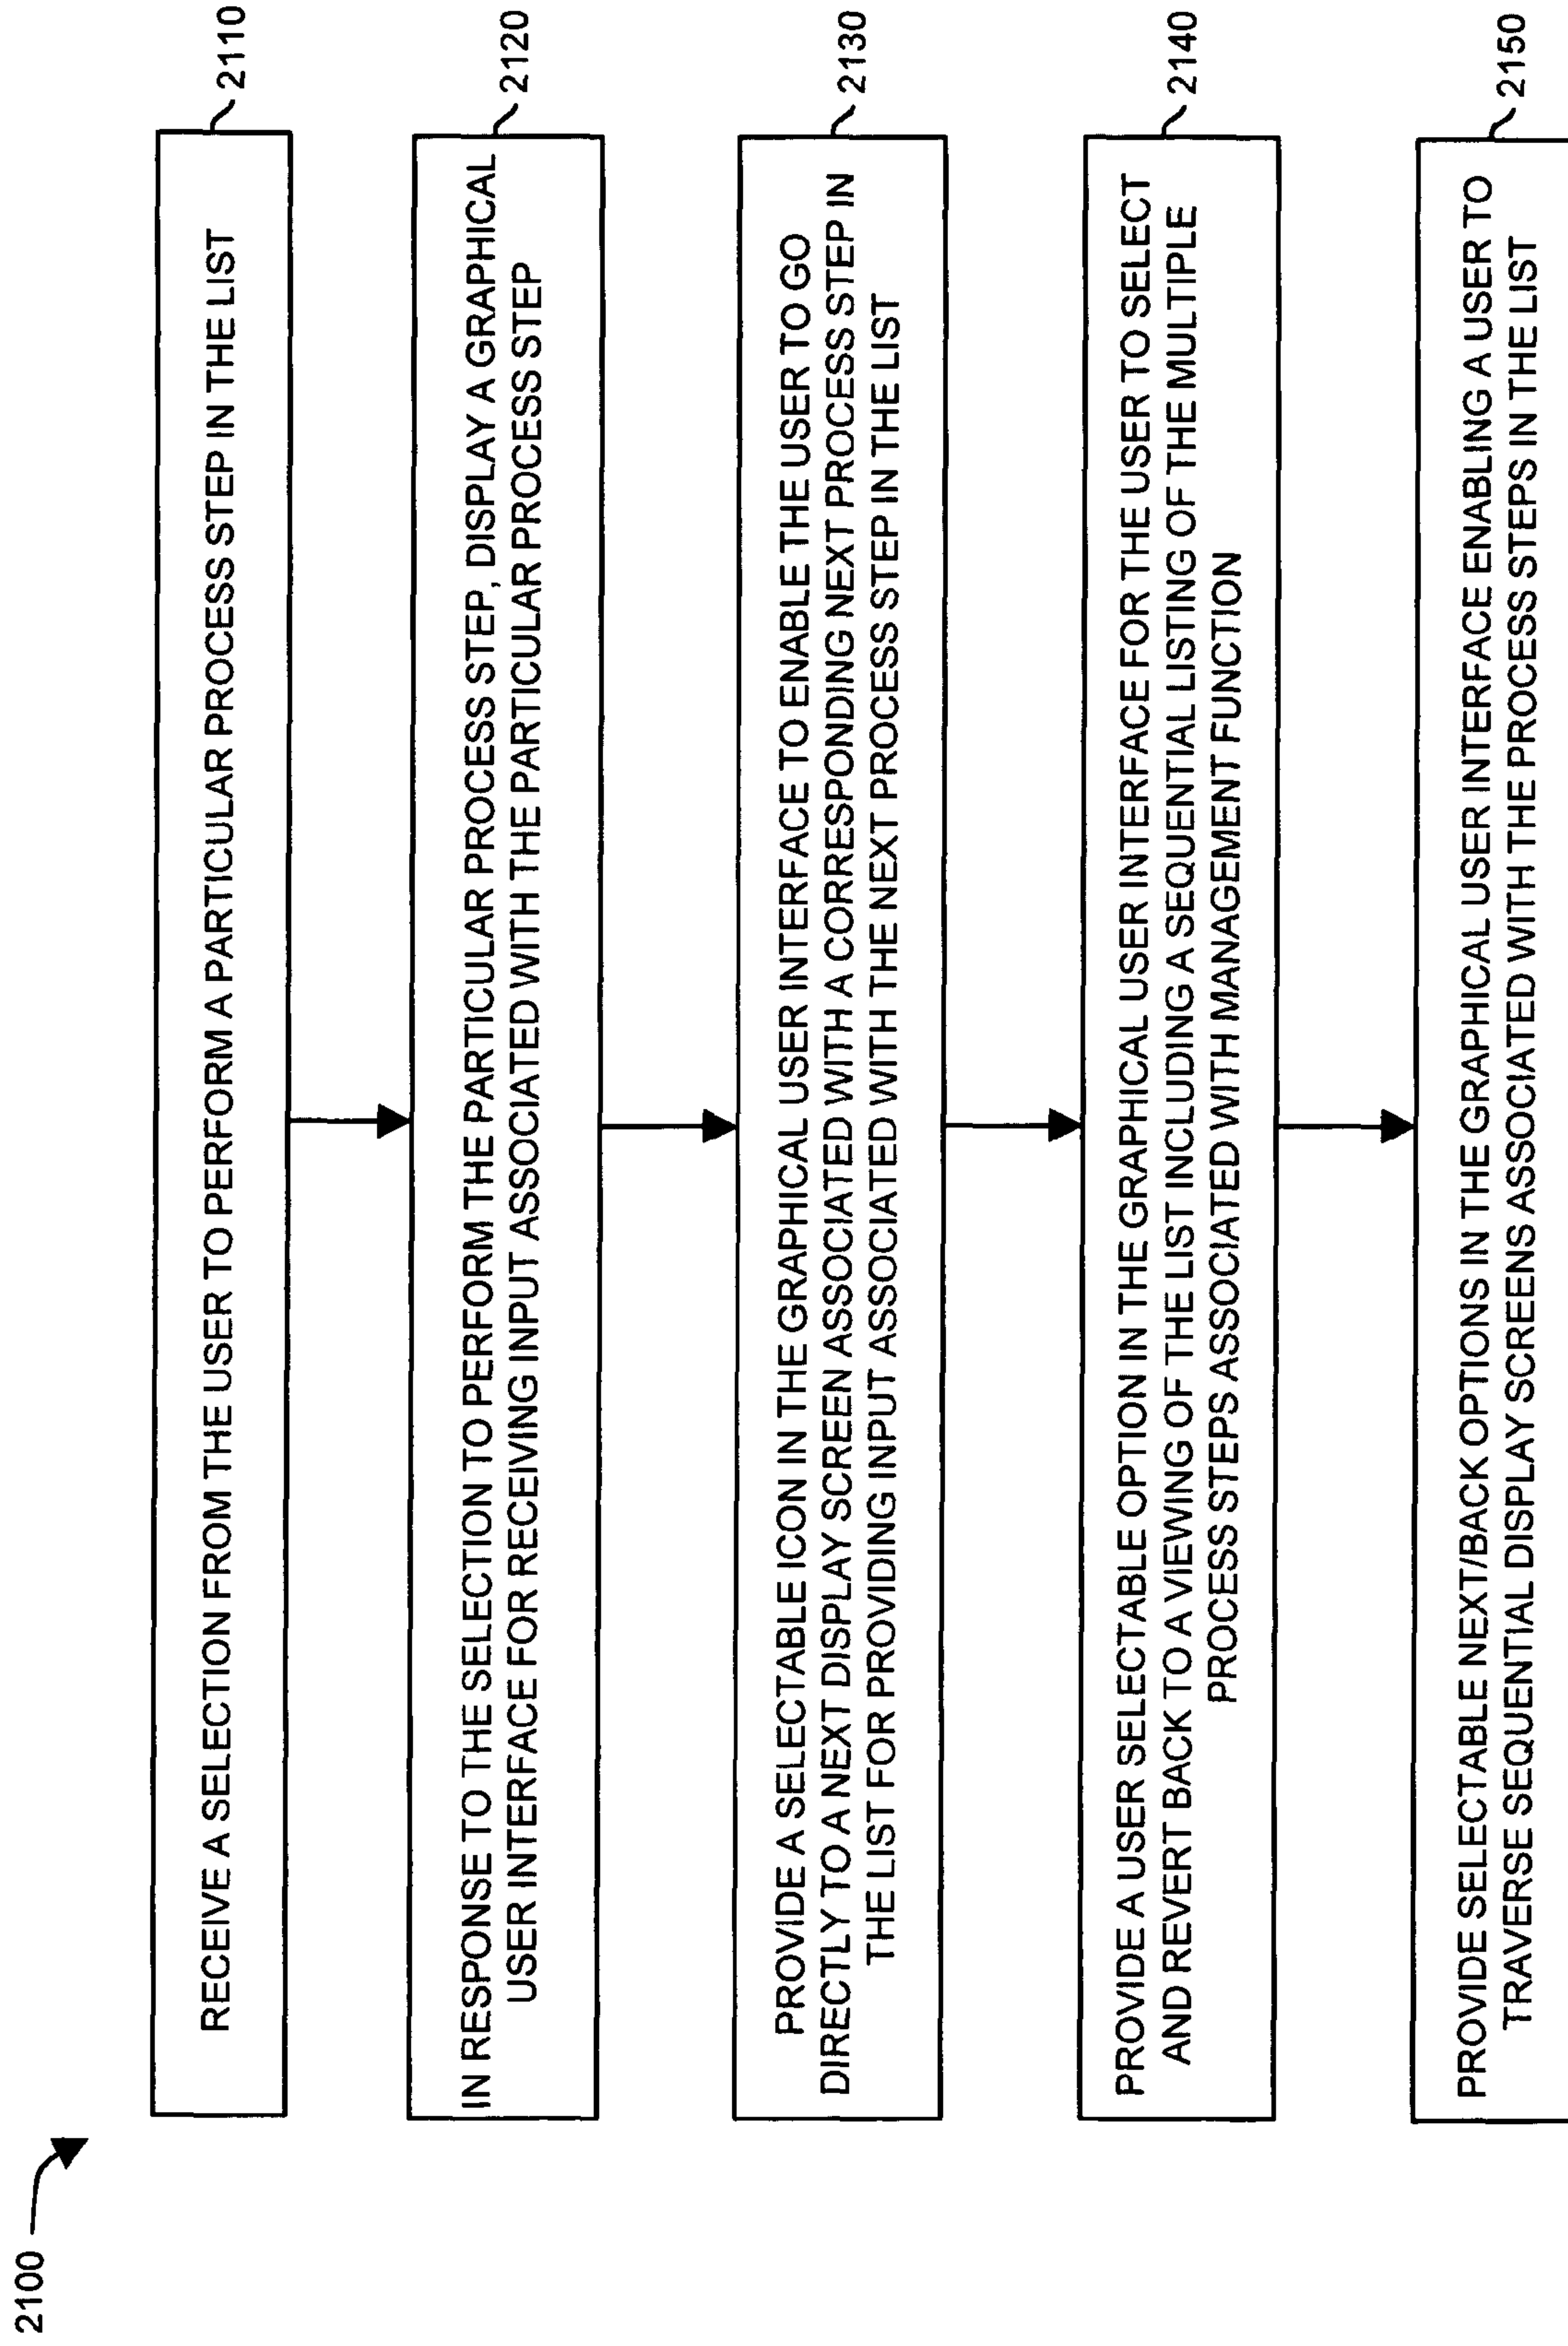 2100
RECEIVE A SELECTION FROM THE USER TO PERFORM A PARTICULAR PROCESS STEP IN THE LIST
2110
IN RESPONSE TO THE SELECTION TO PERFORM THE PARTICULAR PROCESS STEP, DISPLAY A GRAPHICAL
USER INTERFACE FOR RECEIVING INPUT ASSOCIATED WITH THE PARTICULAR PROCESS STEP
2120
PROVIDE A SELECTABLE ICON IN THE GRAPHICAL USER INTERFACE TO ENABLE THE USER TO GO
DIRECTLY TO A NEXT DISPLAY SCREEN ASSOCIATED WITH A CORRESPONDING NEXT PROCESS STEP IN
THE LIST FOR PROVIDING INPUT ASSOCIATED WITH THE NEXT PROCESS STEP IN THE LIST
2130
PROVIDE A USER SELECTABLE OPTION IN THE GRAPHICAL USER INTERFACE FOR THE USER TO SELECT
AND REVERT BACK TO A VIEWING OF THE LIST INCLUDING A SEQUENTIAL LISTING OF THE MULTIPLE
PROCESS STEPS ASSOCIATED WITH MANAGEMENT FUNCTION
2140
PROVIDE SELECTABLE NEXT/BACK OPTIONS IN THE GRAPHICAL USER INTERFACE ENABLING A USER TO
TRAVERSE SEQUENTIAL DISPLAY SCREENS ASSOCIATED WITH THE PROCESS STEPS IN THE LIST
2150